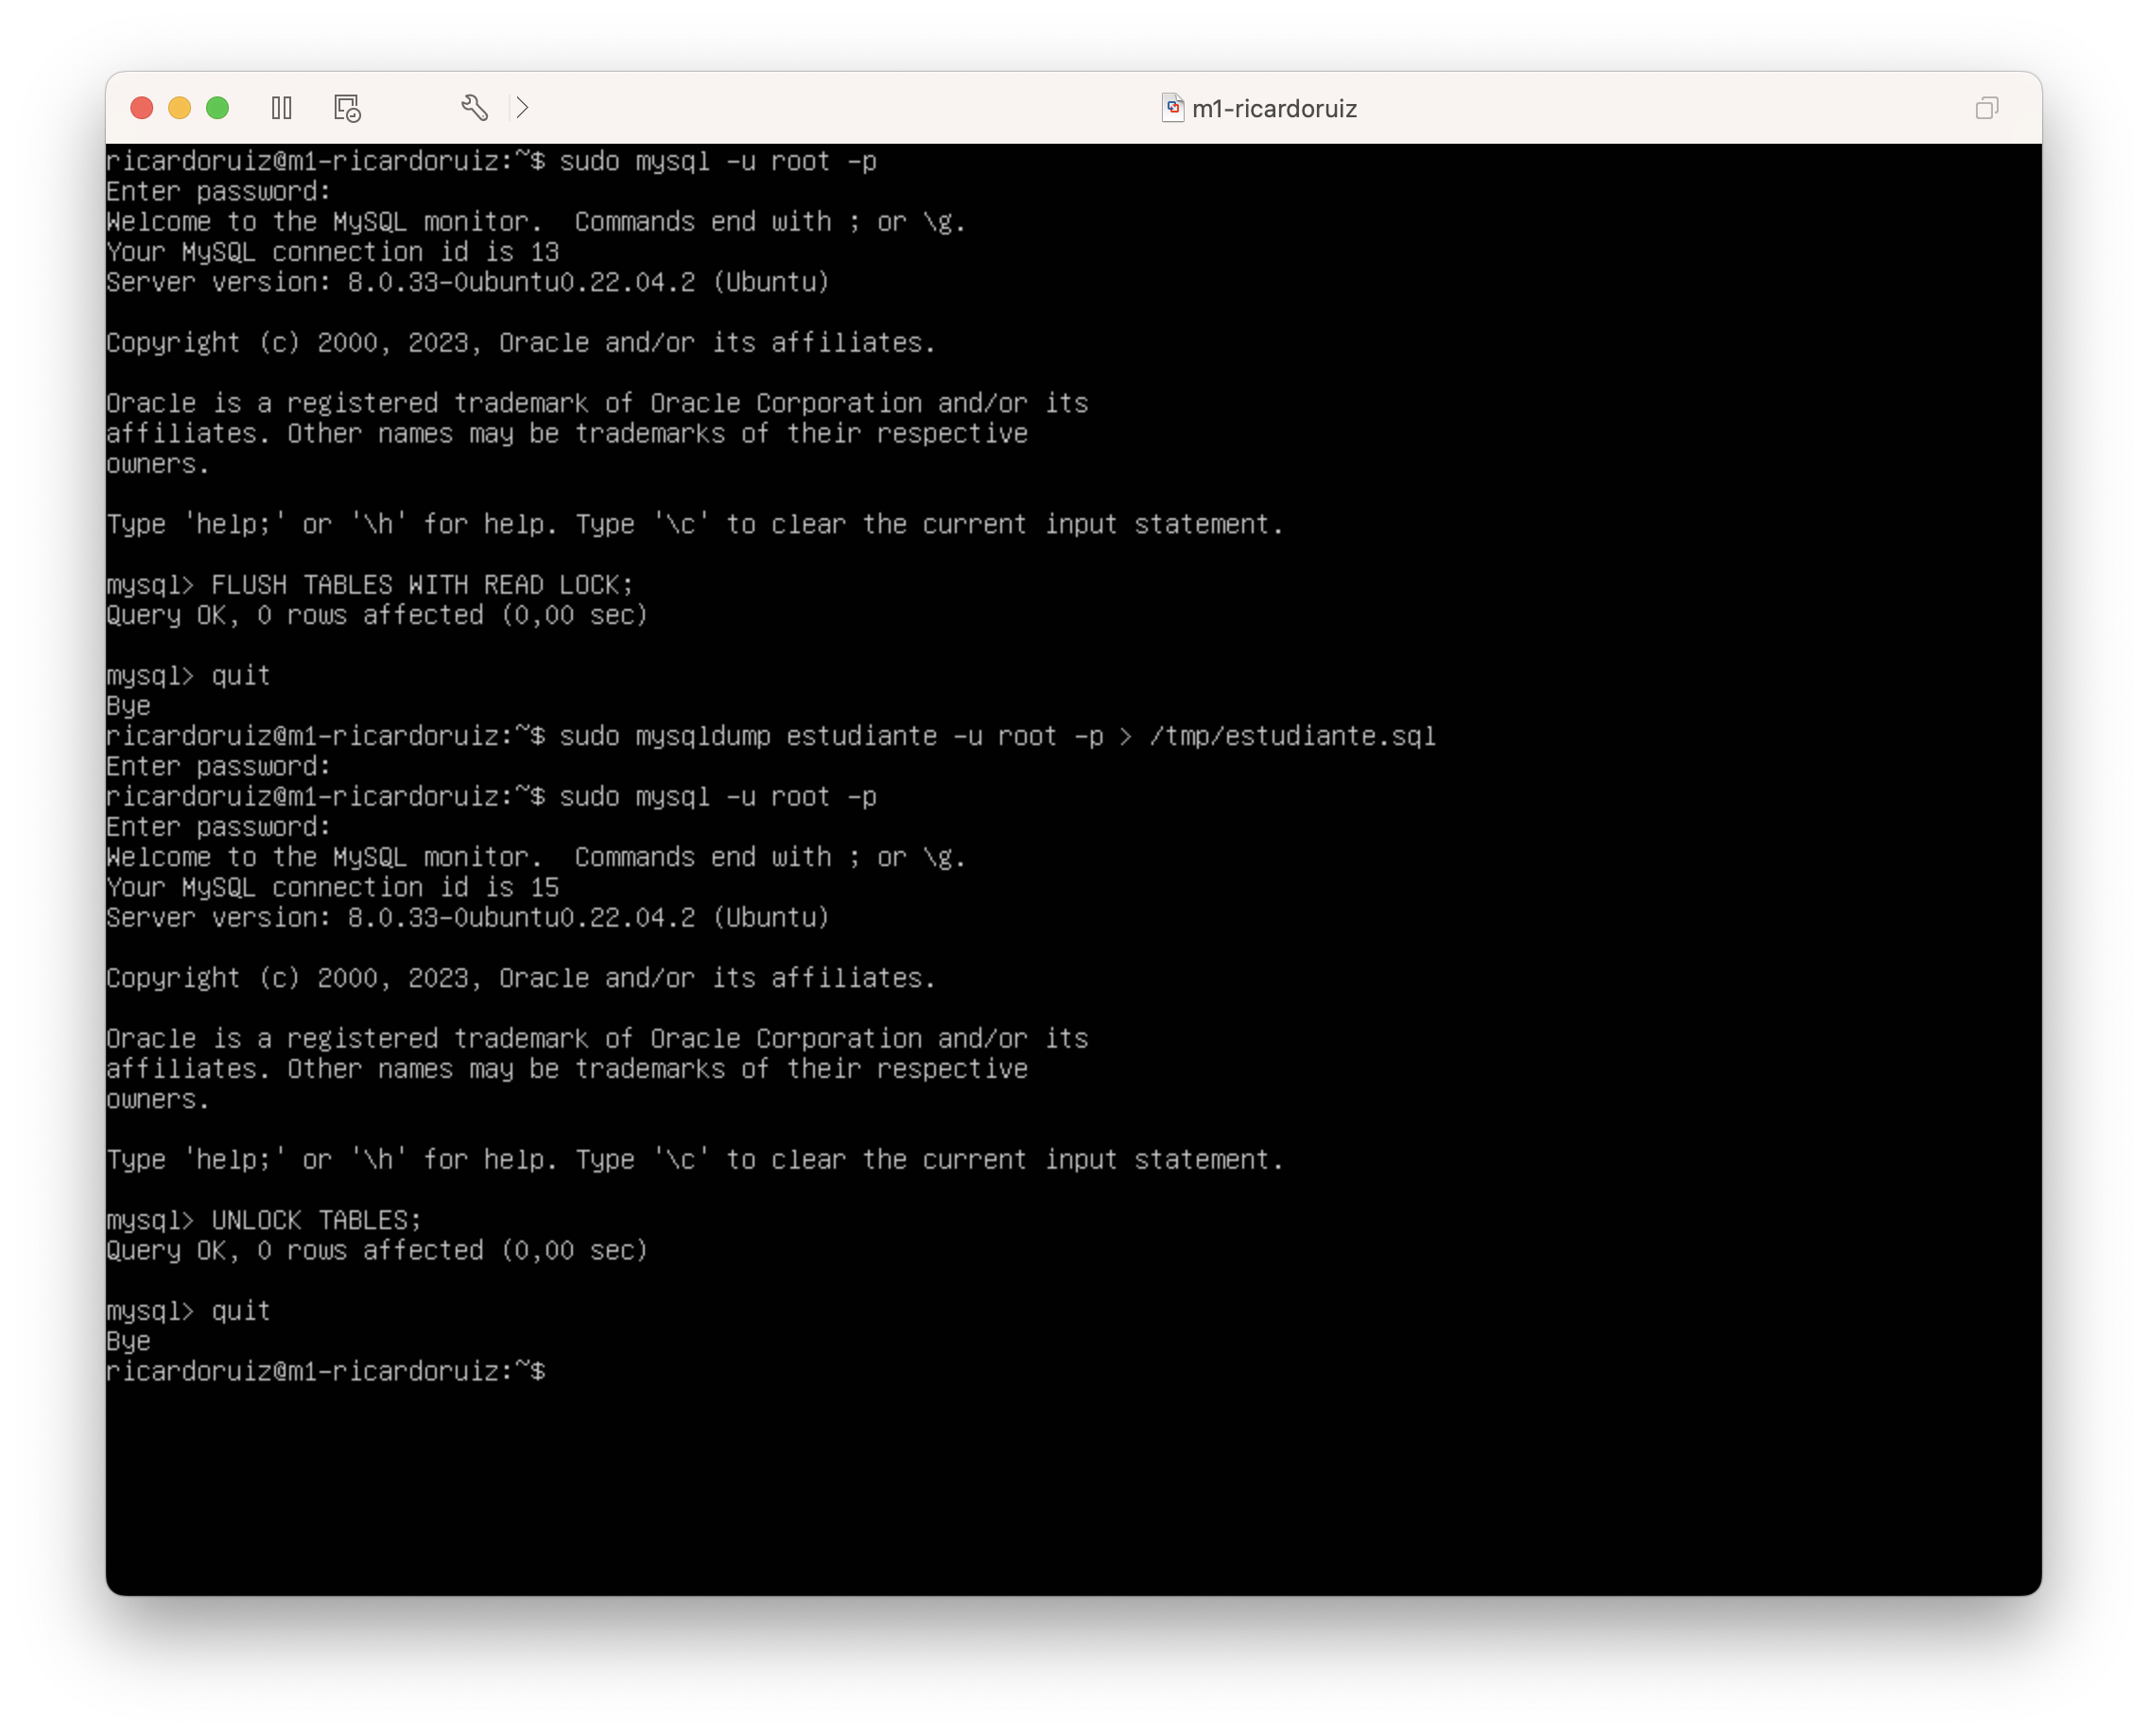 m1-ricardoruiz
ricardoruiz@m1-ricardoruiz:~$ sudo mysql -u root -p
Enter password:
Welcome to the MySQL monitor.  Commands end with ; or \g.
Your MySQL connection id is 13
Server version: 8.0.33-0ubuntu0.22.04.2 (Ubuntu)
Copyright (c) 2000, 2023, Oracle and/or its affiliates.
Oracle is a registered trademark of Oracle Corporation and/or its
affiliates. Other names may be trademarks of their respective
owners.
Type 'help;' or '\h' for help. Type '\c' to clear the current input statement.
mysql> FLUSH TABLES WITH READ LOCK;
Query OK, 0 rows affected (0,00 sec)
mysql> quit
Bye
ricardoruiz@m1-ricardoruiz:~$ sudo mysqldump estudiante -u root -p > /tmp/estudiante.sql
Enter password:
ricardoruiz@m1-ricardoruiz:~$ sudo mysql -u root -p
Enter password:
Welcome to the MySQL monitor.  Commands end with ; or \g.
Your MySQL connection id is 15
Server version: 8.0.33-0ubuntu0.22.04.2 (Ubuntu)
Copyright (c) 2000, 2023, Oracle and/or its affiliates.
Oracle is a registered trademark of Oracle Corporation and/or its
affiliates. Other names may be trademarks of their respective
owners.
Type 'help;' or '\h' for help. Type '\c' to clear the current input statement.
mysql> UNLOCK TABLES;
Query OK, 0 rows affected (0,00 sec)
mysql> quit
Bye
ricardoruiz@m1-ricardoruiz:~$